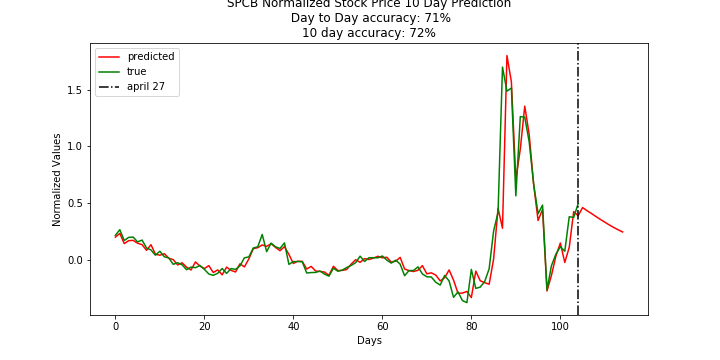 SPCB Normalized Stock Price 10 Day Prediction
Day to Day accuracy: 71%
10 day accuracy: 72%
predicted
true
april 27
Normalized Values
1.5
1.0
0.5
0.0
0
20
40
60
80
100
Days